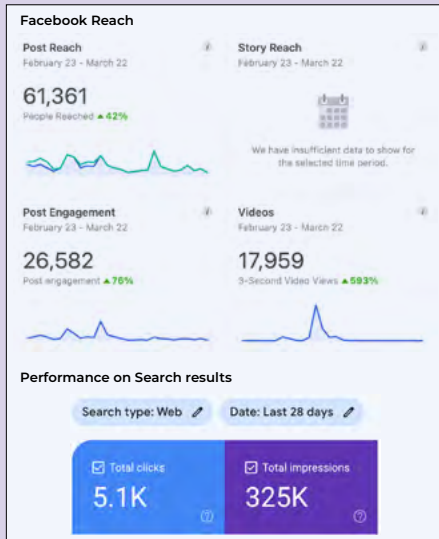 Facebook Reach
Post Reach
February 23 - March 22
61,361
People Reached ▲ 42%
Story Reach
February 23 - March 22
We have insufficient data to show for
the selected time period.
Post Engagement
February 23 - March 22
26,582
Post engagement ▲ 76%
Videos
February 23 - March 22
17,959
3-Second Video Views ▲ 593%
Performance on Search results
Search type: Web
Date: Last 28 days
Total clicks
5.1K
Total impressions
325K